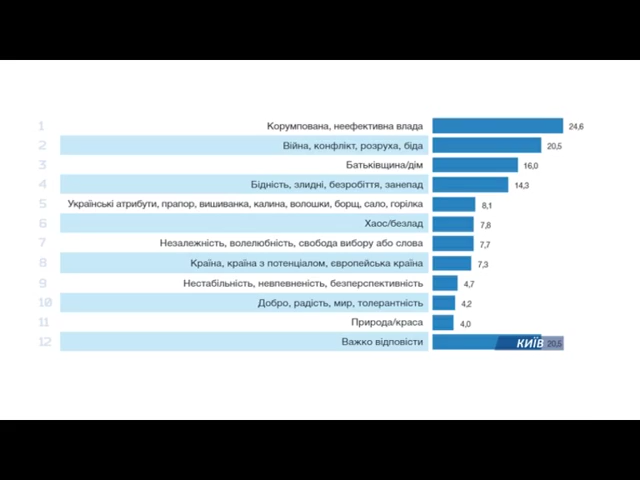 1 Корумпована, неефективна влада 24,6
2 Війна, конфлікт, розруха, біда 20,5
3 Батьківщина/дім 16,0
4 Бідність, злидні, безробіття, занепад 14,3
5 Українські атрибути, прапор, вишиванка, калина, волошки, борщ, сало, горілка 8,1
6 Хаос/безлад 7,8
7 Незалежність, волелюбність, свобода вибору або слова 7,7
8 Країна, країна з потенціалом, європейська країна 7,3
9 Нестабільність, невпевненість, безперспективність 4,7
10 Добро, радість, мир, толерантність 4,2
11 Природа/краса 4,0
12 Важко відповісти КИЇВ 20,5